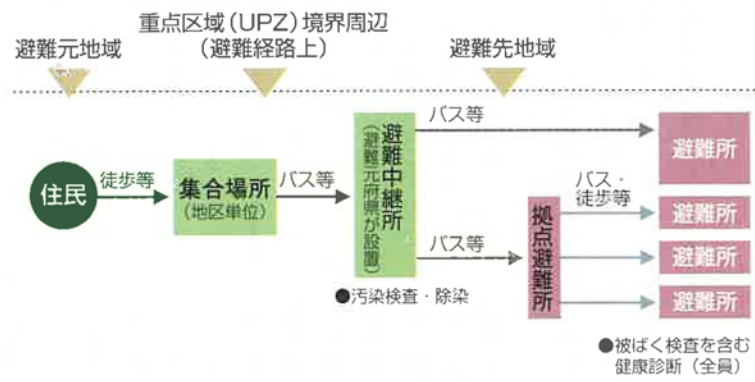 重点区域(UPZ)境界周辺
避難元地域
(避難経路上)
避難先地域
住民
徒歩等
集合場所
(地区単位)
バス等
避難中継所
(避難元府県が設置)
●汚染検査・除染
バス等
避難所
バス等
拠点避難所
バス・
徒歩等
避難所
避難所
避難所
●被ばく検査を含む
健康診断(全員)